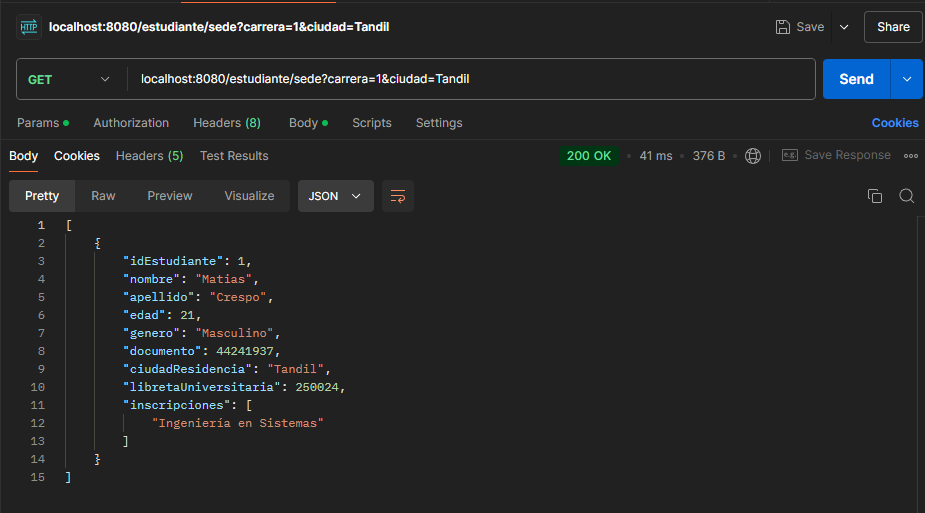 HTTP localhost:8080/estudiante/sede?carrera=1&ciudad=Tandil Save Share
GET localhost:8080/estudiante/sede?carrera=1&ciudad=Tandil Send
Params Authorization Headers (8) Body Scripts Settings Cookies
Body Cookies Headers (5) Test Results 200 OK • 41 ms • 376 B • e.g. Save Response
Pretty Raw Preview Visualize JSON
1 [
2 {
3 "idEstudiante": 1,
4 "nombre": "Matias",
5 "apellido": "Crespo",
6 "edad": 21,
7 "genero": "Masculino",
8 "documento": 44241937,
9 "ciudadResidencia": "Tandil",
10 "libretaUniversitaria": 250024,
11 "inscripciones": [
12 "Ingeniería en Sistemas"
13 ]
14 }
15 ]